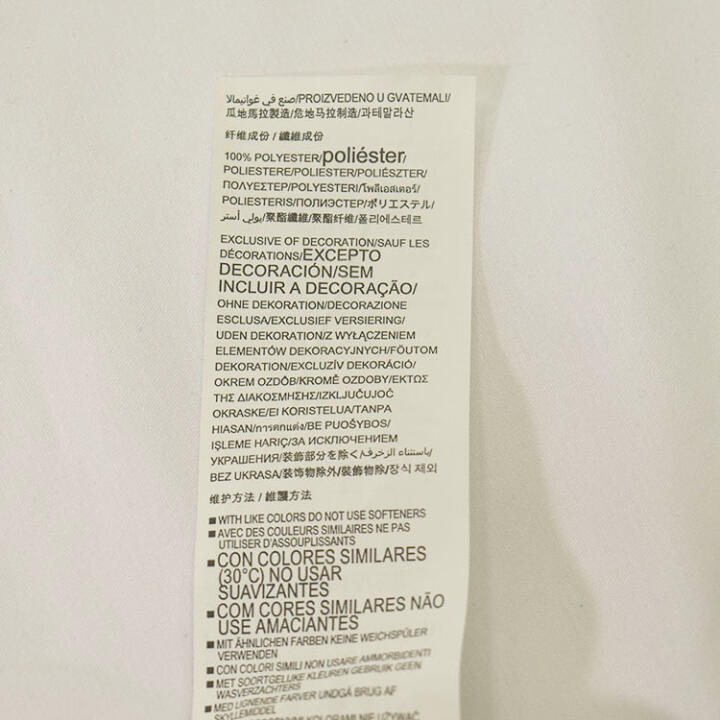 صنع في غواتيمالا/PROIZVEDENO U GVATEMALI/
瓜地馬拉製造/危地马拉制造/과테말라산
纤维成份 / 纖維成份
100% POLYESTER/poliéster/
POLIESTERE/POLIESTER/POLIÉSZTER/
ΠΟΛΥΕΣΤΕΡ/POLYESTERI/โพลีเอสเตอร์/
POLIESTERIS/ПОЛИЭСТЕР/ポリエステル/
بولي أستر/聚酯纖維/聚酯纤维/폴리에스테르
EXCLUSIVE OF DECORATION/SAUF LES
DÉCORATIONS/EXCEPTO
DECORACIÓN/SEM
INCLUIR A DECORAÇÃO/
OHNE DEKORATION/DECORAZIONE
ESCLUSA/EXCLUSIEF VERSIERING/
UDEN DEKORATION/Z WYŁĄCZENIEM
ELEMENTÓW DEKORACYJNYCH/FÖUTOM
DEKORATION/EXCLUZÍV DEKORÁCIÓ/
OKREM OZDÔB/KROMĚ OZDOBY/ΕΚΤΟΣ
ΤΗΣ ΔΙΑΚΟΣΜΗΣΗΣ/IZKLJUČUJOČ
OKRASKE/EI KORISTELUA/TANPA
HIASAN/การตกแต่ง/BE PUOŠYBOS/
IŞLEME HARİÇ/ЗА ИСКЛЮЧЕНИЕМ
УКРАШЕНИЯ/装飾部分を除く/باستثناء الزخرف/
BEZ UKRASA/装饰物除外/裝飾物除/장식 제외
维护方法 / 維護方法
■ WITH LIKE COLORS DO NOT USE SOFTENERS
■ AVEC DES COULEURS SIMILAIRES NE PAS
UTILISER D'ASSOUPLISSANTS
■ CON COLORES SIMILARES
(30°C) NO USAR
SUAVIZANTES
■ COM CORES SIMILARES NÃO
USE AMACIANTES
■ MIT ÄHNLICHEN FARBEN KEINE WEICHSPÜLER
VERWENDEN
■ CON COLORI SIMILI NON USARE AMMORBIDENTI
■ MET SOORTGELIJKE KLEUREN GEBRUIK GEEN
WASVERZACHTERS
■ MED LIGNENDE FARVER UNDGÅ BRUG AF
SKYLLEMIDDEL